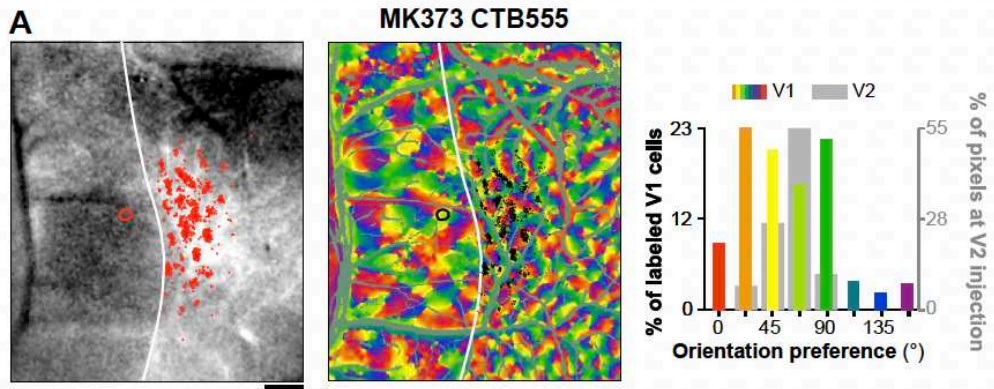 A
MK373 CTB555
V1
V2
% of labeled V1 cells
23
12
0
55
28
0
% of pixels at V2 injection
0
45
90
135
Orientation preference (°)